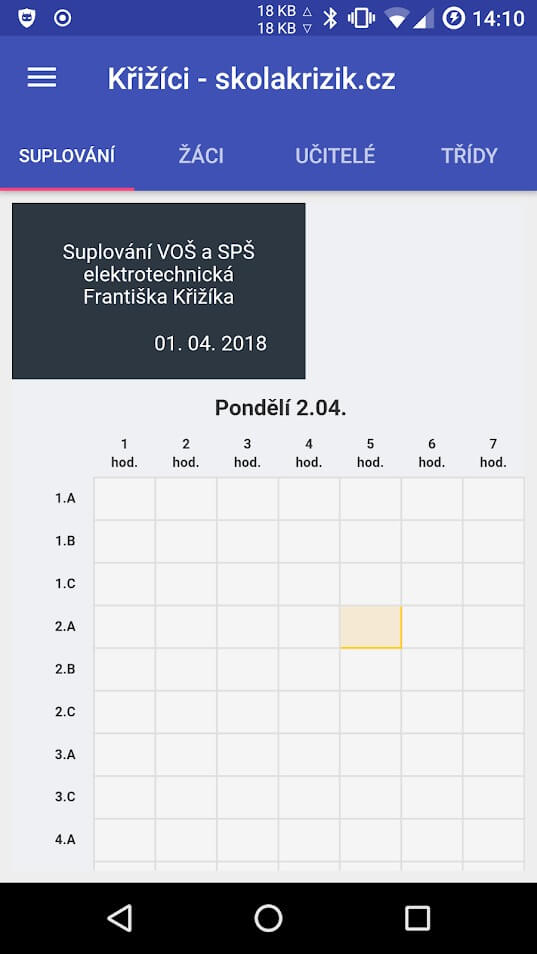 18 KB △
18 KB ▽
14:10
Křižíci - skolakrizik.cz
SUPLOVÁNÍ ŽÁCI UČITELÉ TŘÍDY
Suplování VOŠ a SPŠ
elektrotechnická
Františka Křižíka
01. 04. 2018
Pondělí 2.04.
1 2 3 4 5 6 7
hod. hod. hod. hod. hod. hod. hod.
1.A
1.B
1.C
2.A
2.B
2.C
3.A
3.C
4.A